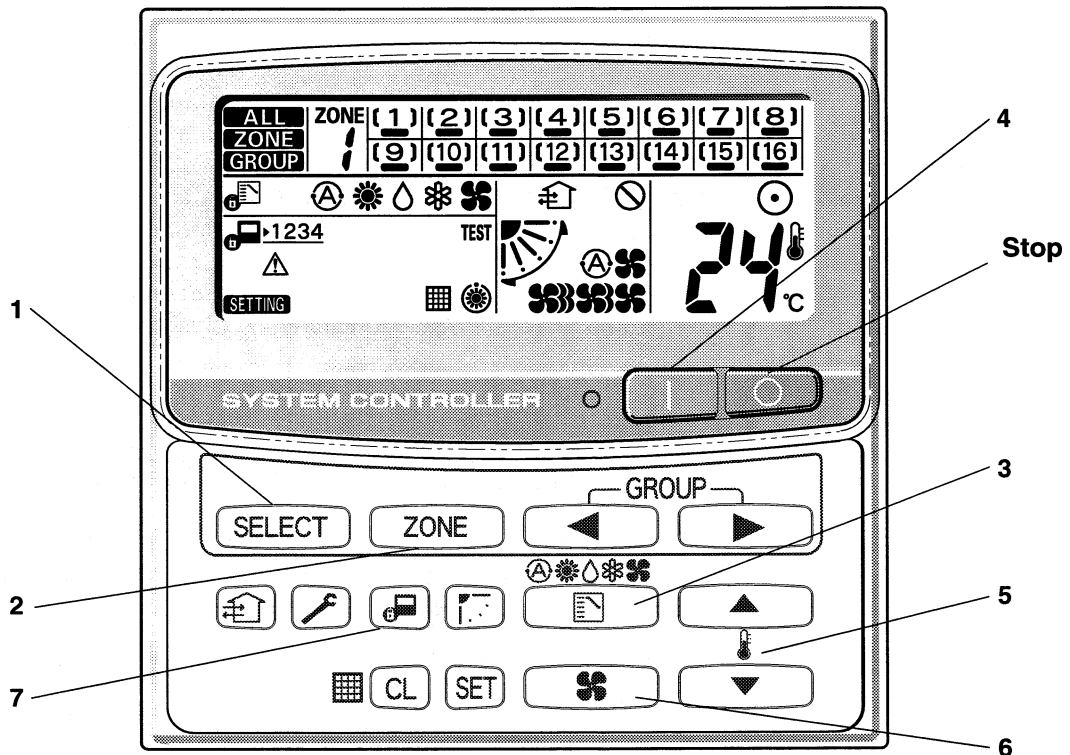 ALL ZONE (1) (2) (3) (4) (5) (6) (7) (8)
ZONE 1
GROUP (9) (10) (11) (12) (13) (14) (15) (16)
A
1234 TEST
A
24 °C
SETTING
4
Stop
1
SYSTEM CONTROLLER
GROUP
3
SELECT ZONE
A
2
5
7
CL SET
6